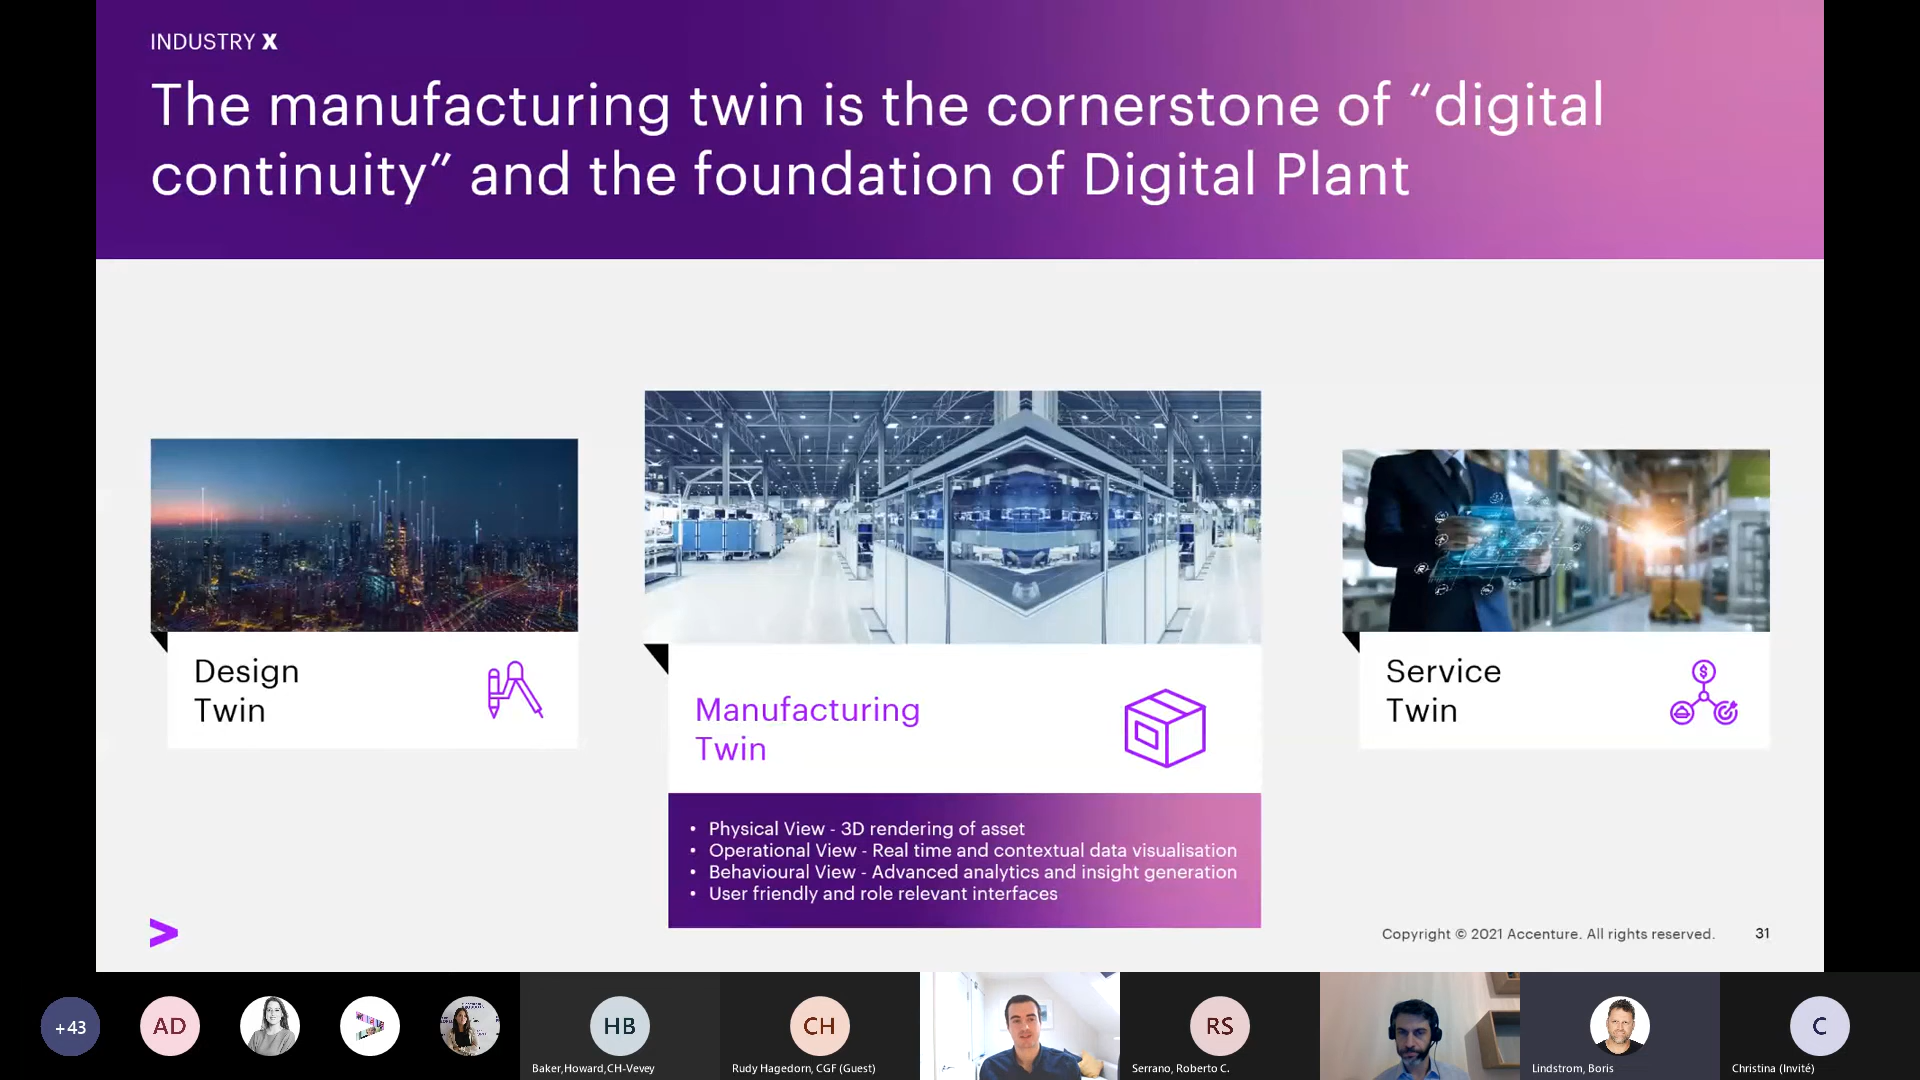 INDUSTRY X
The manufacturing twin is the cornerstone of “digital
continuity” and the foundation of Digital Plant
Design
Twin
Manufacturing
Twin
• Physical View - 3D rendering of asset
• Operational View - Real time and contextual data visualisation
• Behavioural View - Advanced analytics and insight generation
• User friendly and role relevant interfaces
Service
Twin
Copyright © 2021 Accenture. All rights reserved. 31
+43
AD
HB
Baker,Howard,CH-Vevey
CH
Rudy Hagedorn, CGF (Guest)
RS
Serrano, Roberto C.
Lindstrom, Boris
C
Christina (Invité)